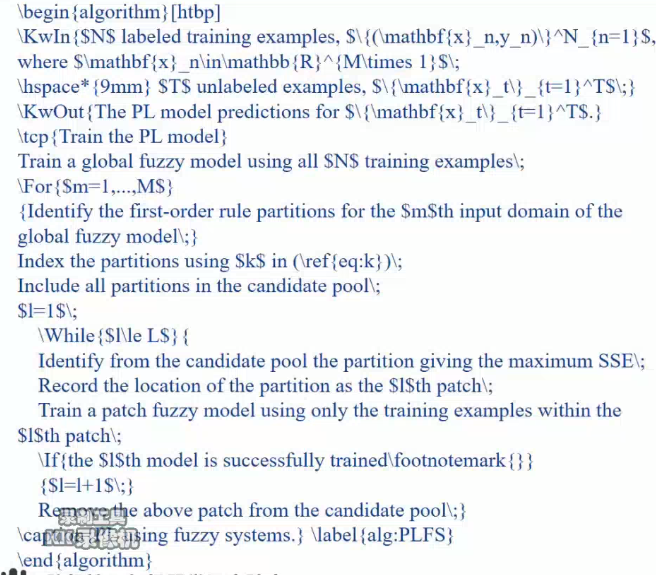 \begin{algorithm}[htbp]
\KwIn{$N$ labeled training examples, $\{(\mathbf{x}_n,y_n)\}^N_{n=1}$,
where $\mathbf{x}_n\in\mathbb{R}^{M\times 1}$\;
\hspace*{9mm} $T$ unlabeled examples, $\{\mathbf{x}_t\}_{t=1}^T$\;}
\KwOut{The PL model predictions for $\{\mathbf{x}_t\}_{t=1}^T$.}
\tcp{Train the PL model}
Train a global fuzzy model using all $N$ training examples\;
\For{$m=1,...,M$}
{Identify the first-order rule partitions for the $m$th input domain of the
global fuzzy model\;}
Index the partitions using $k$ in (\ref{eq:k})\;
Include all partitions in the candidate pool\;
$l=1$\;
\While{$l\le L$}{
Identify from the candidate pool the partition giving the maximum SSE\;
Record the location of the partition as the $l$th patch\;
Train a patch fuzzy model using only the training examples within the
$l$th patch\;
\If{the $l$th model is successfully trained\footnotemark{}}
{$l=l+1$\;}
Remove the above patch from the candidate pool\;}
录制工具
using fuzzy systems.} \label{alg:PLFS}
\end{algorithm}